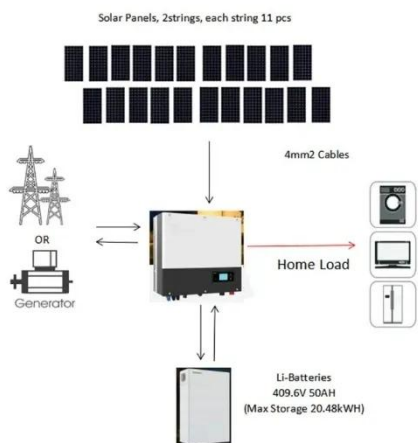 Solar Panels, 2strings, each string 11 pcs
4mm2 Cables
OR
Generator
Home Load
Li-Batteries
409.6V 50AH
(Max Storage 20.48kWH)